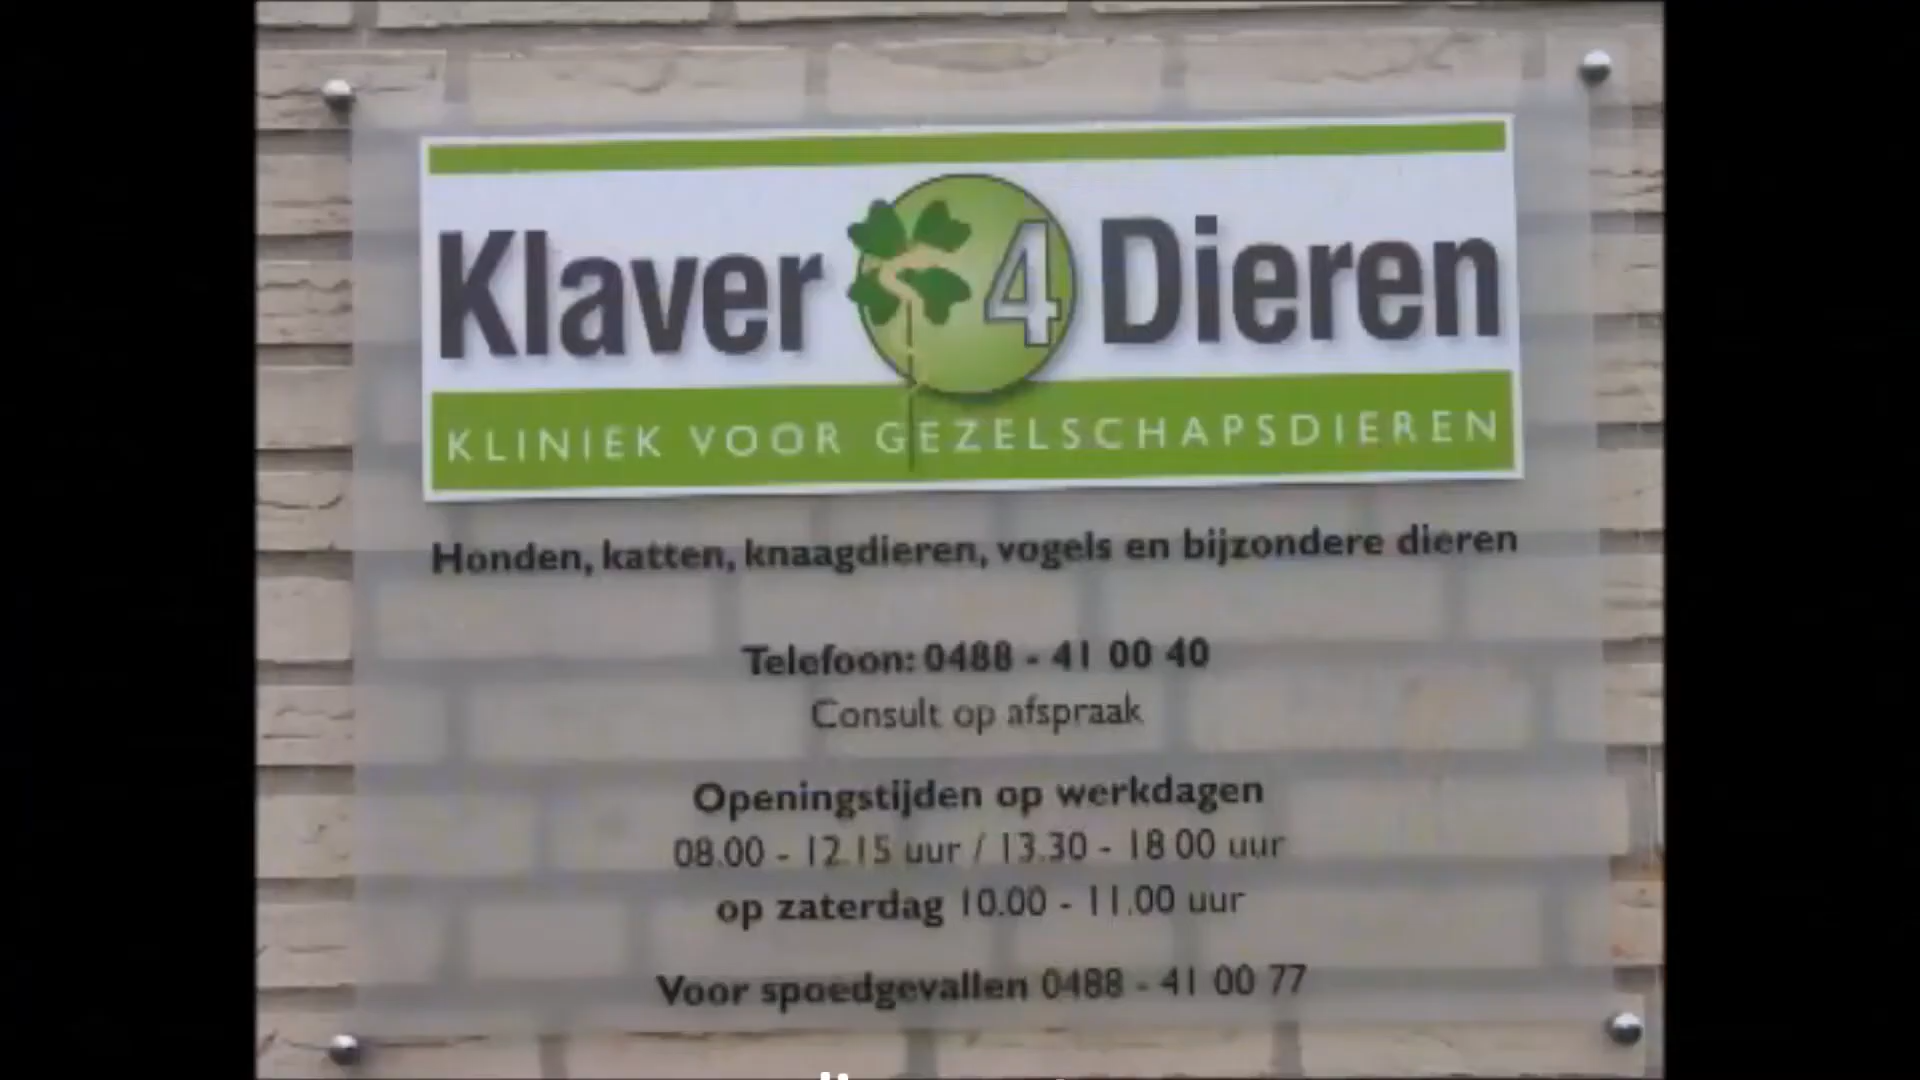 Klaver 4 Dieren
KLINIEK VOOR GEZELSCHAPSDIEREN
Honden, katten, knaagdieren, vogels en bijzondere dieren
Telefoon: 0488 - 41 00 40
Consult op afspraak
Openingstijden op werkdagen
08.00 - 12.15 uur / 13.30 - 18.00 uur
op zaterdag 10.00 - 11.00 uur
Voor spoedgevallen 0488 - 41 00 77